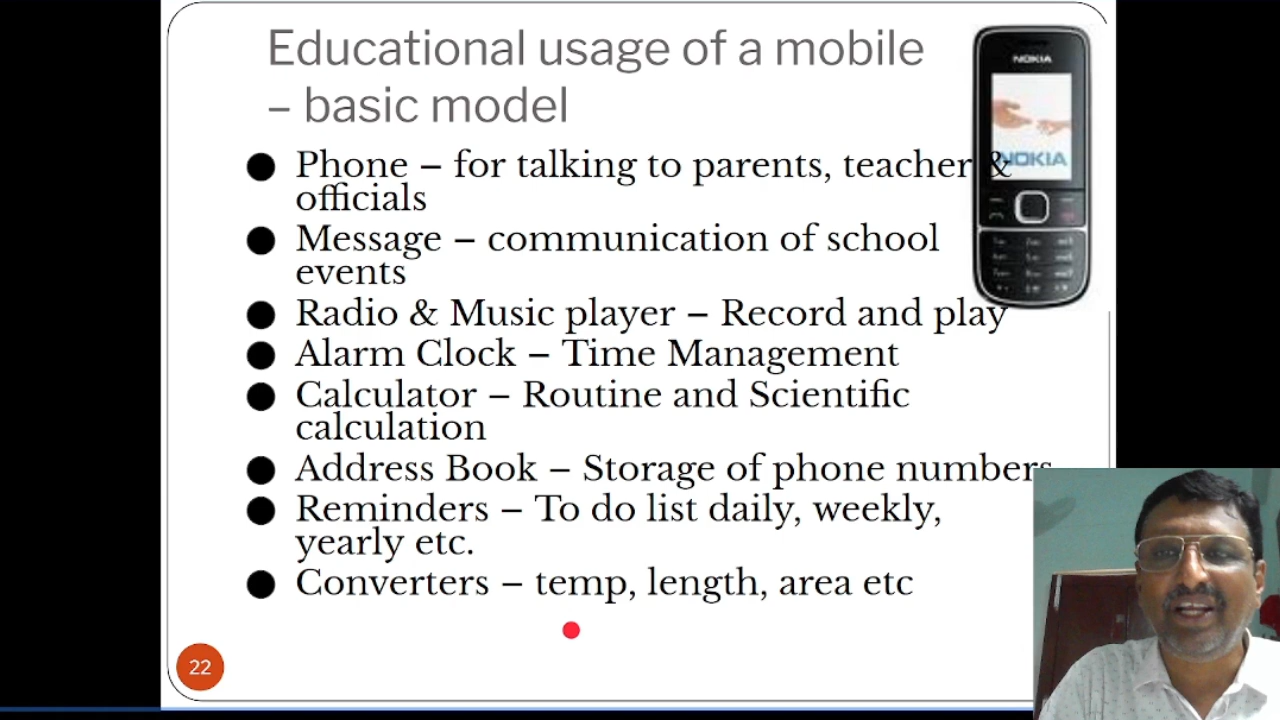 Educational usage of a mobile
– basic model
NOKIA
NOKIA
● Phone – for talking to parents, teacher &
officials
● Message – communication of school
events
● Radio & Music player – Record and play
● Alarm Clock – Time Management
● Calculator – Routine and Scientific
calculation
● Address Book – Storage of phone numbers
● Reminders – To do list daily, weekly,
yearly etc.
● Converters – temp, length, area etc
22